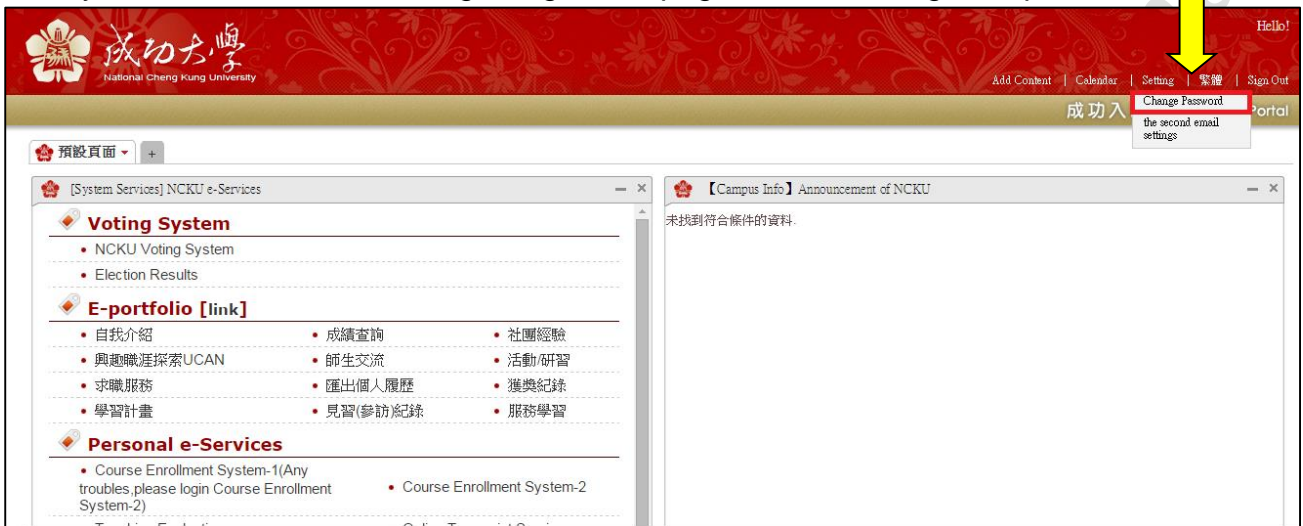 Hello!
成功大學
National Cheng Kung University
Add Content | Calendar | Setting | 繁體 | Sign Out
成功入 Portal
Change Password
the second email
settings
預設頁面 +
[System Services] NCKU e-Services
Voting System
• NCKU Voting System
• Election Results
E-portfolio [link]
• 自我介紹 • 成績查詢 • 社團經驗
• 興趣職涯探索UCAN • 師生交流 • 活動/研習
• 求職服務 • 匯出個人履歷 • 獲獎紀錄
• 學習計畫 • 見習(參訪)紀錄 • 服務學習
Personal e-Services
• Course Enrollment System-1(Any
troubles,please login Course Enrollment
System-2)
• Course Enrollment System-2
【Campus Info】Announcement of NCKU
未找到符合條件的資料.